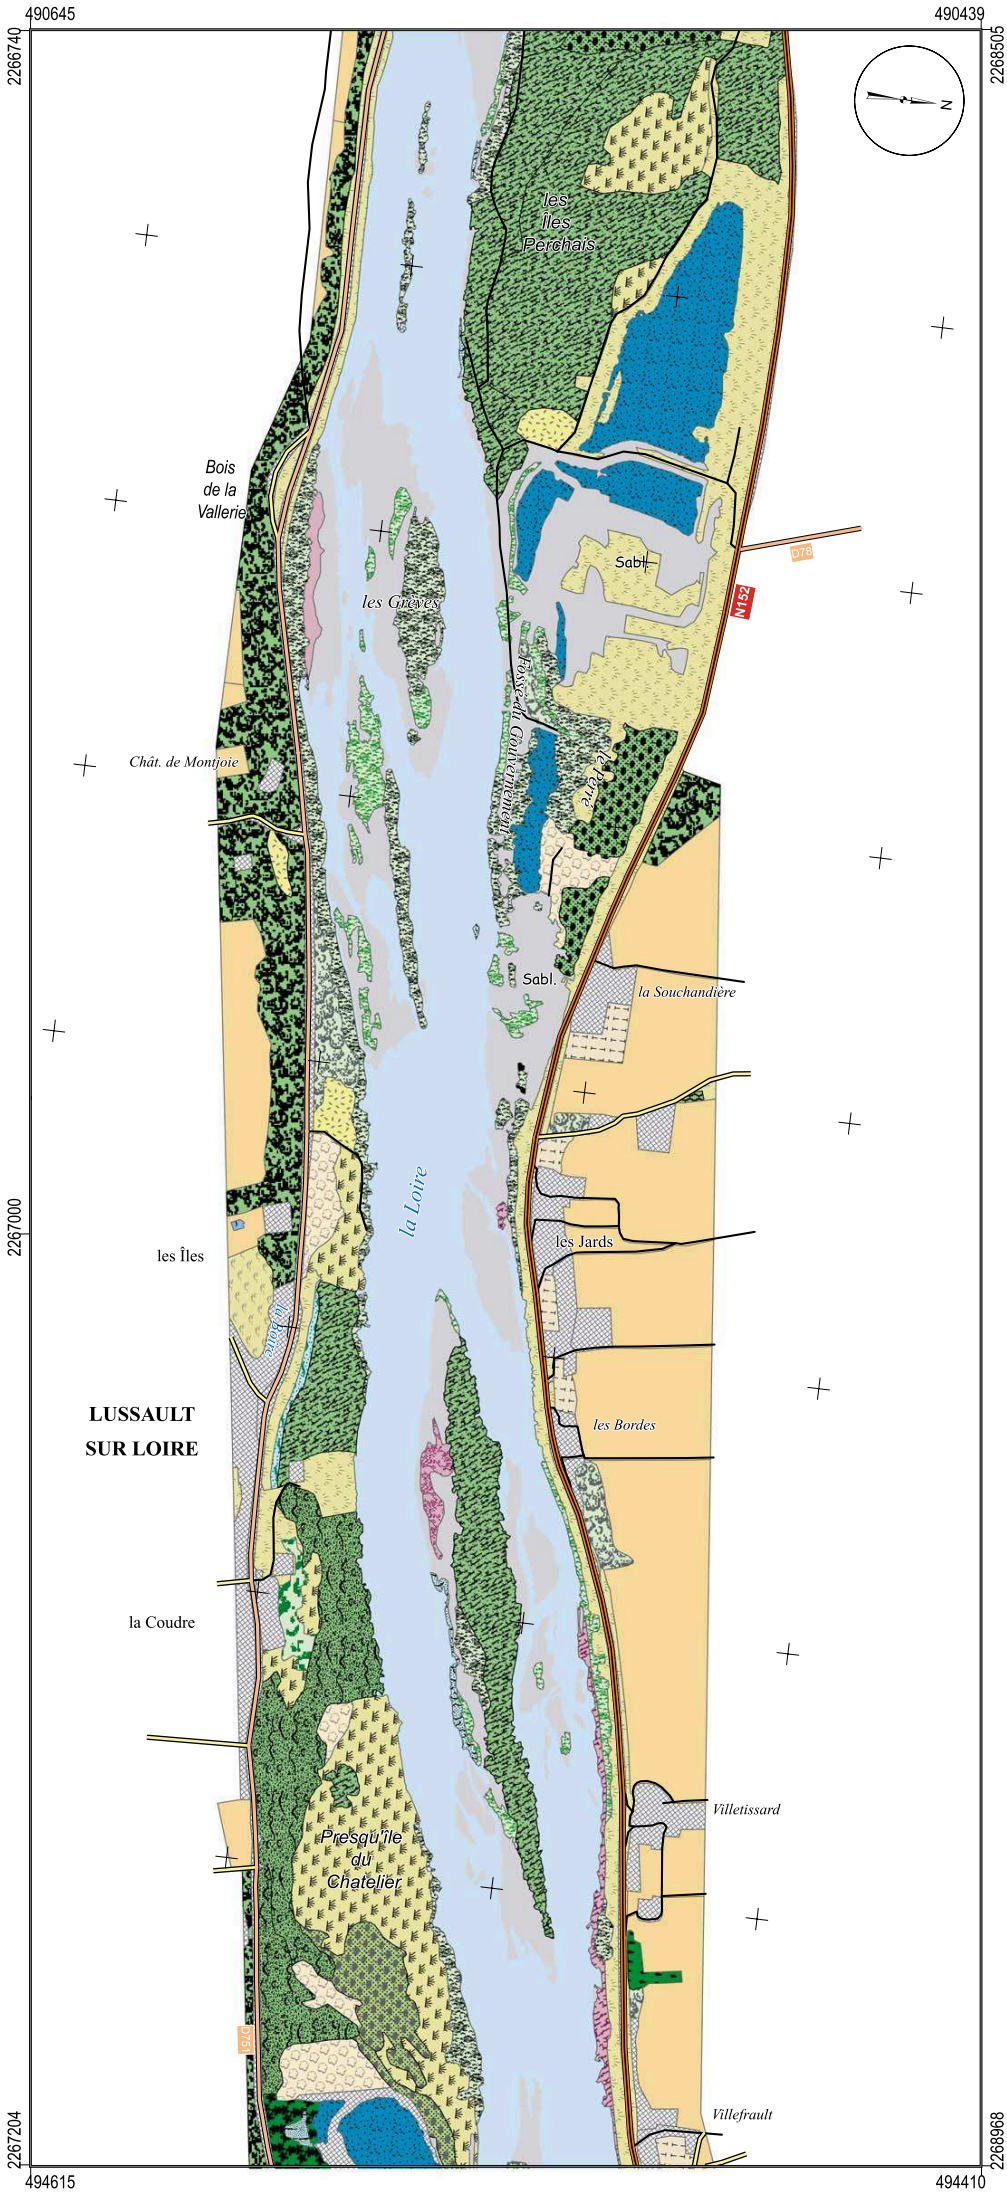 490645
490439
2266740
2268505
N
les
Îles
Perchais
Bois
de la
Vallerie
Sabl.
D78
N152
les Grèves
Fossé du Gouvernement
le Perré
Chât. de Montjoie
Sabl.
la Souchandière
la Loire
2267000
les Îles
les Jards
la Boire
LUSSAULT
SUR LOIRE
les Bordes
la Coudre
Villetissard
Presqu'île
du
Chatelier
D751
Villefrault
2267204
2268968
494615
494410